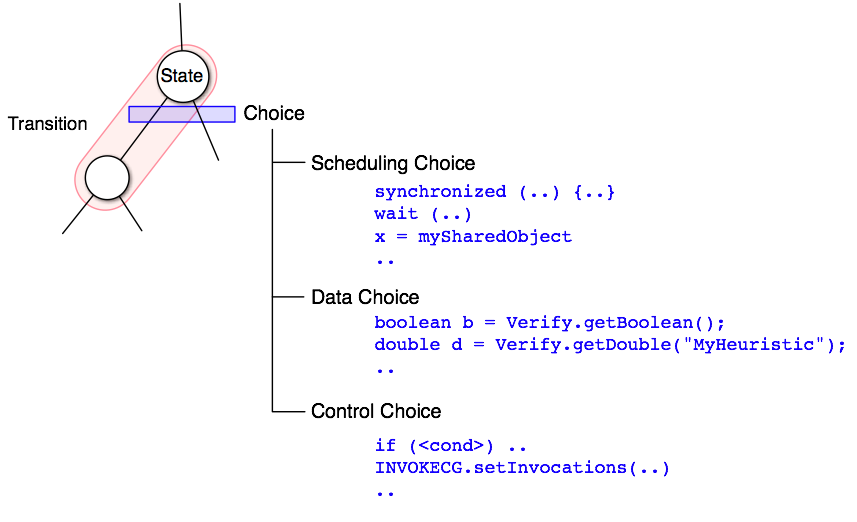 State
Transition
Choice
Scheduling Choice
synchronized (..) {..}
wait (..)
x = mySharedObject
..
Data Choice
boolean b = Verify.getBoolean();
double d = Verify.getDouble("MyHeuristic");
..
Control Choice
if (<cond>) ..
INVOKECG.setInvocations(..)
..